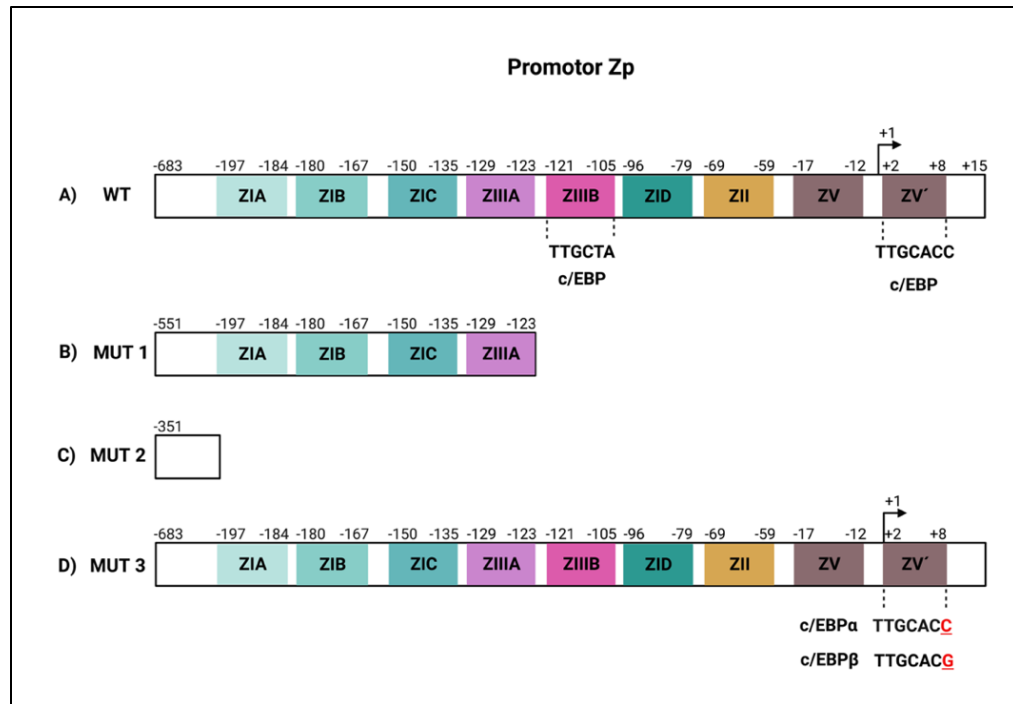 Promotor Zp
+1
-683 -197 -184 -180 -167 -150 -135 -129 -123 -121 -105 -96 -79 -69 -59 -17 -12 +2 +8 +15
A) WT ZIA ZIB ZIC ZIIIA ZIIIB ZID ZII ZV ZV´
TTGCTA TTGCACC
c/EBP c/EBP
-551 -197 -184 -180 -167 -150 -135 -129 -123
B) MUT 1 ZIA ZIB ZIC ZIIIA
-351
C) MUT 2
+1
-683 -197 -184 -180 -167 -150 -135 -129 -123 -121 -105 -96 -79 -69 -59 -17 -12 +2 +8
D) MUT 3 ZIA ZIB ZIC ZIIIA ZIIIB ZID ZII ZV ZV´
c/EBPα TTGCACC
c/EBPβ TTGCACG